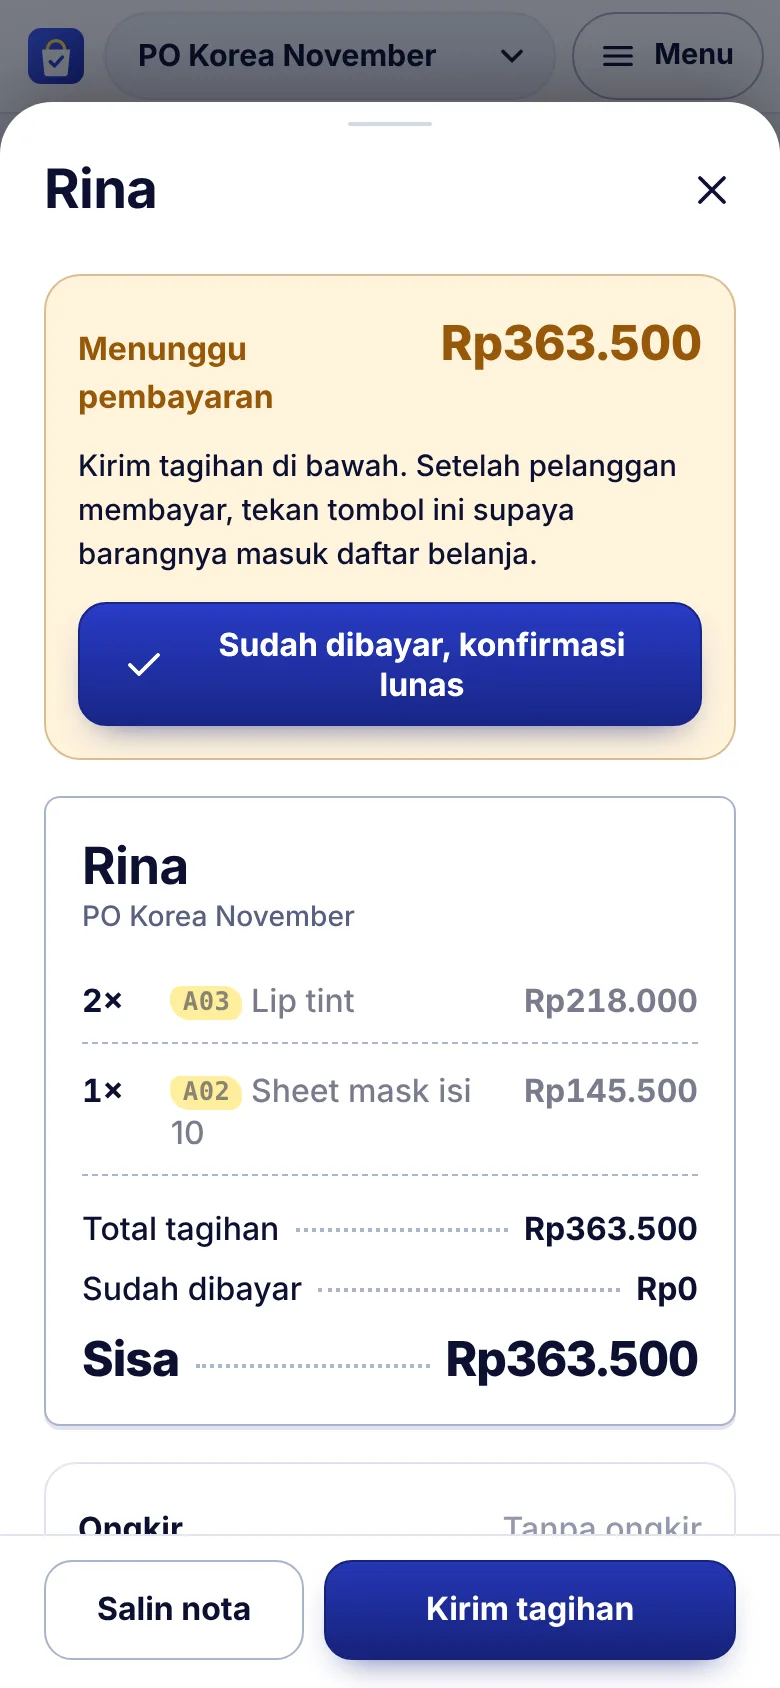 PO Korea November
Menu
Rina
Menunggu
pembayaran
Rp363.500
Kirim tagihan di bawah. Setelah pelanggan
membayar, tekan tombol ini supaya
barangnya masuk daftar belanja.
Sudah dibayar, konfirmasi
lunas
Rina
PO Korea November
2× A03 Lip tint Rp218.000
1× A02 Sheet mask isi Rp145.500
10
Total tagihan Rp363.500
Sudah dibayar Rp0
Sisa Rp363.500
Ongkir Tanpa ongkir
Salin nota
Kirim tagihan